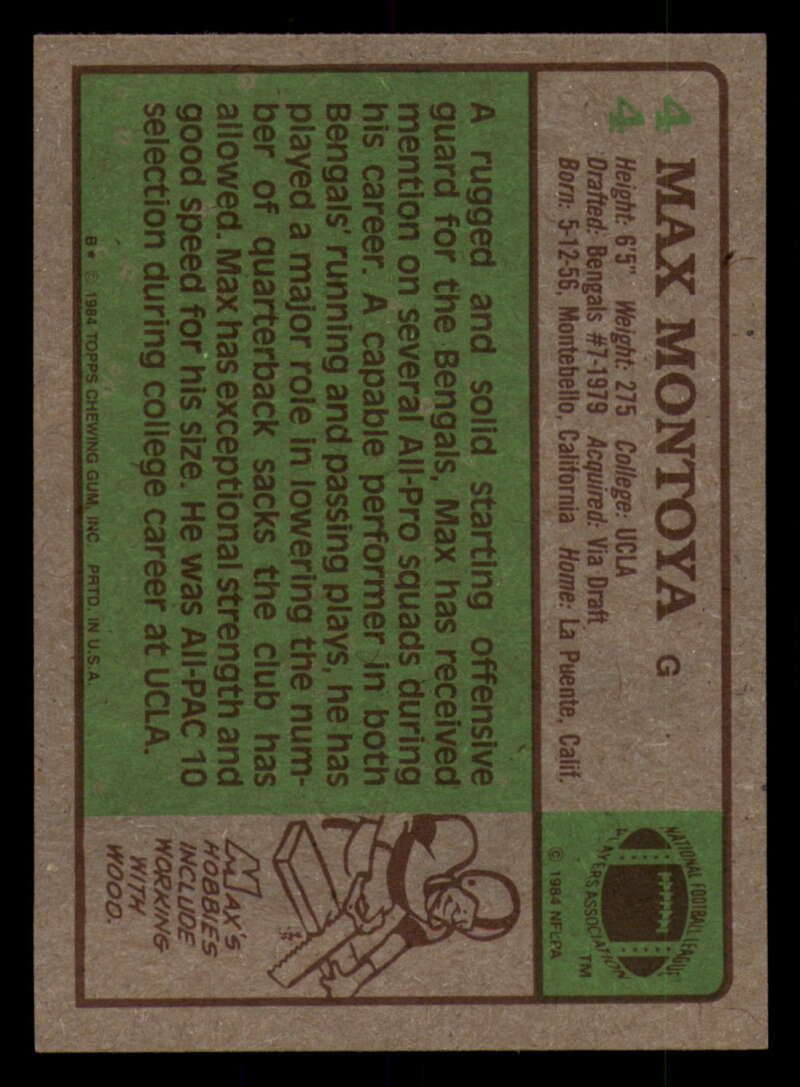 44
MAX MONTOYA G
Height: 6'5" Weight: 275 College: UCLA
Drafted: Bengals #7-1979 Acquired: Via Draft
Born: 5-12-56, Montebello, California Home: La Puente, Calif.
NATIONAL FOOTBALL LEAGUE
PLAYERS ASSOCIATION
TM
© 1984 NFLPA
A rugged and solid starting offensive
guard for the Bengals, Max has received
mention on several All-Pro squads during
his career. A capable performer in both
Bengals' running and passing plays, he has
played a major role in lowering the num-
ber of quarterback sacks the club has
allowed. Max has exceptional strength and
good speed for his size. He was All-PAC 10
selection during college career at UCLA.
B* © 1984 TOPPS CHEWING GUM, INC. PRTD. IN U.S.A.
MAX'S
HOBBIES
INCLUDE
WORKING
WITH
WOOD.